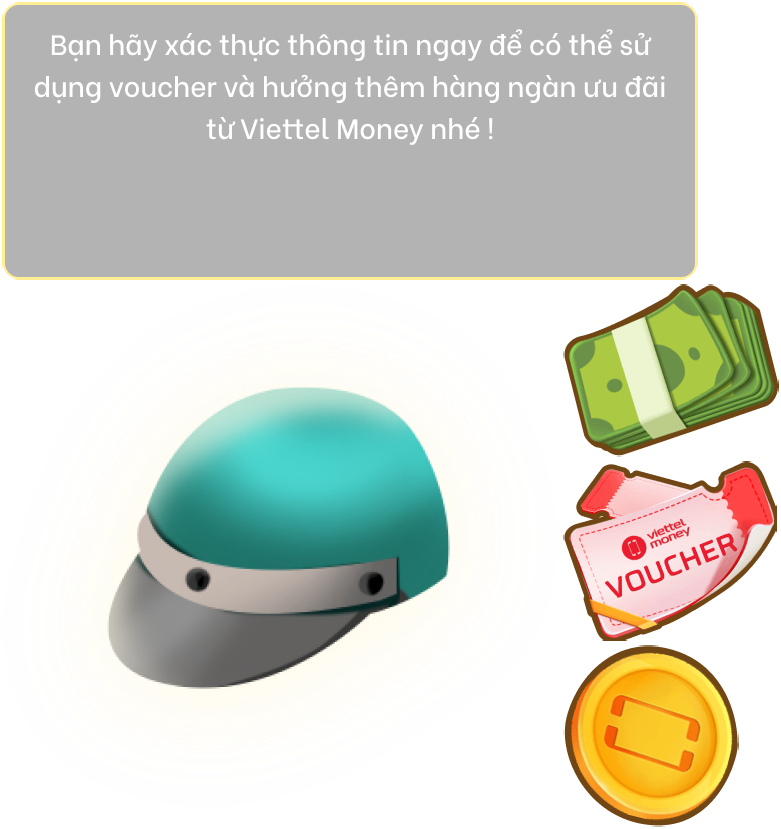 Bạn hãy xác thực thông tin ngay để có thể sử
dụng voucher và hưởng thêm hàng ngàn ưu đãi
từ Viettel Money nhé !
viettel
money
VOUCHER